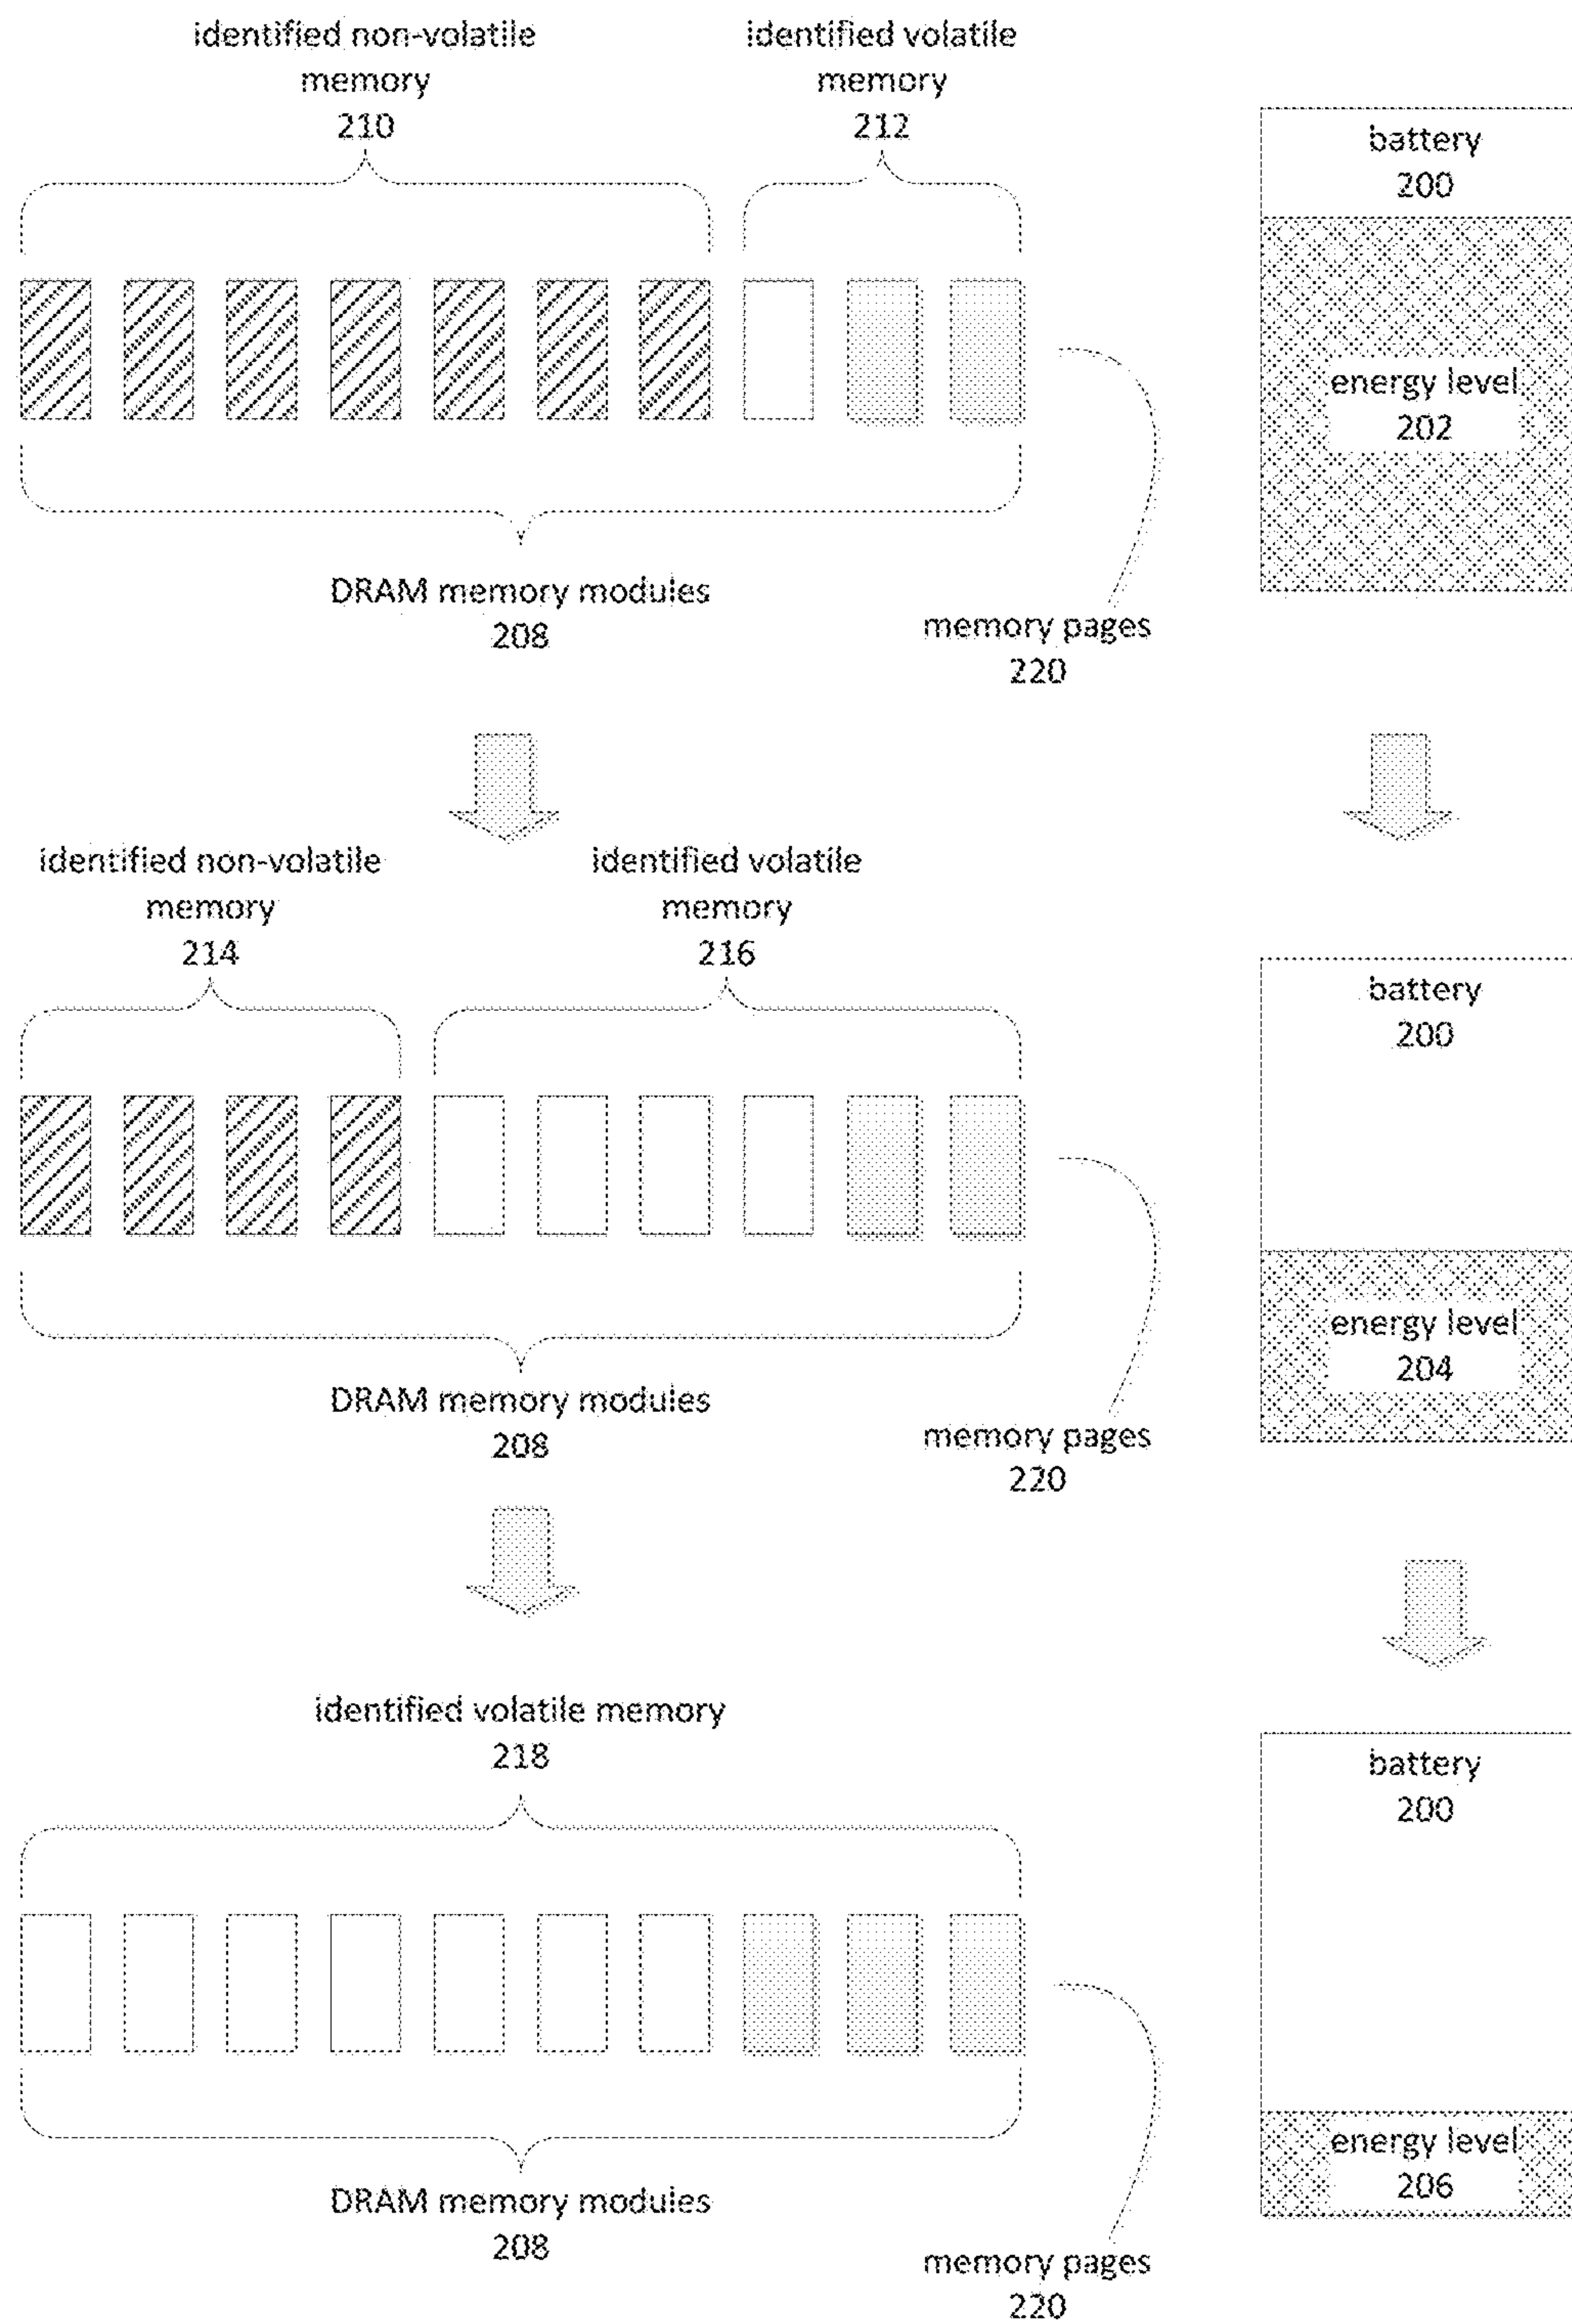 identified non-volatile
memory
210
identified volatile
memory
212
battery
200
energy level
202
DRAM memory modules
208
memory pages
220
identified non-volatile
memory
214
identified volatile
memory
216
battery
200
energy level
204
DRAM memory modules
208
memory pages
220
identified volatile memory
218
battery
200
energy level
206
DRAM memory modules
208
memory pages
220